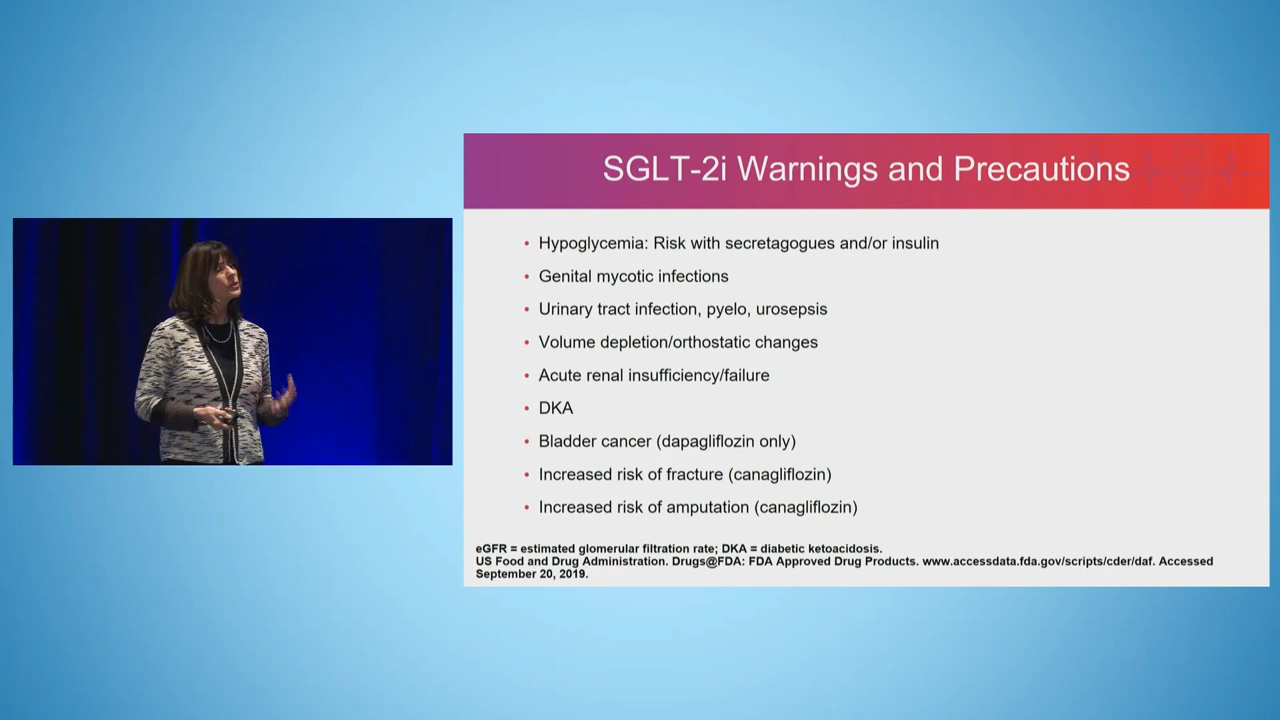 SGLT-2i Warnings and Precautions
• Hypoglycemia: Risk with secretagogues and/or insulin
• Genital mycotic infections
• Urinary tract infection, pyelo, urosepsis
• Volume depletion/orthostatic changes
• Acute renal insufficiency/failure
• DKA
• Bladder cancer (dapagliflozin only)
• Increased risk of fracture (canagliflozin)
• Increased risk of amputation (canagliflozin)
eGFR = estimated glomerular filtration rate; DKA = diabetic ketoacidosis.
US Food and Drug Administration. Drugs@FDA: FDA Approved Drug Products. www.accessdata.fda.gov/scripts/cder/daf. Accessed
September 20, 2019.